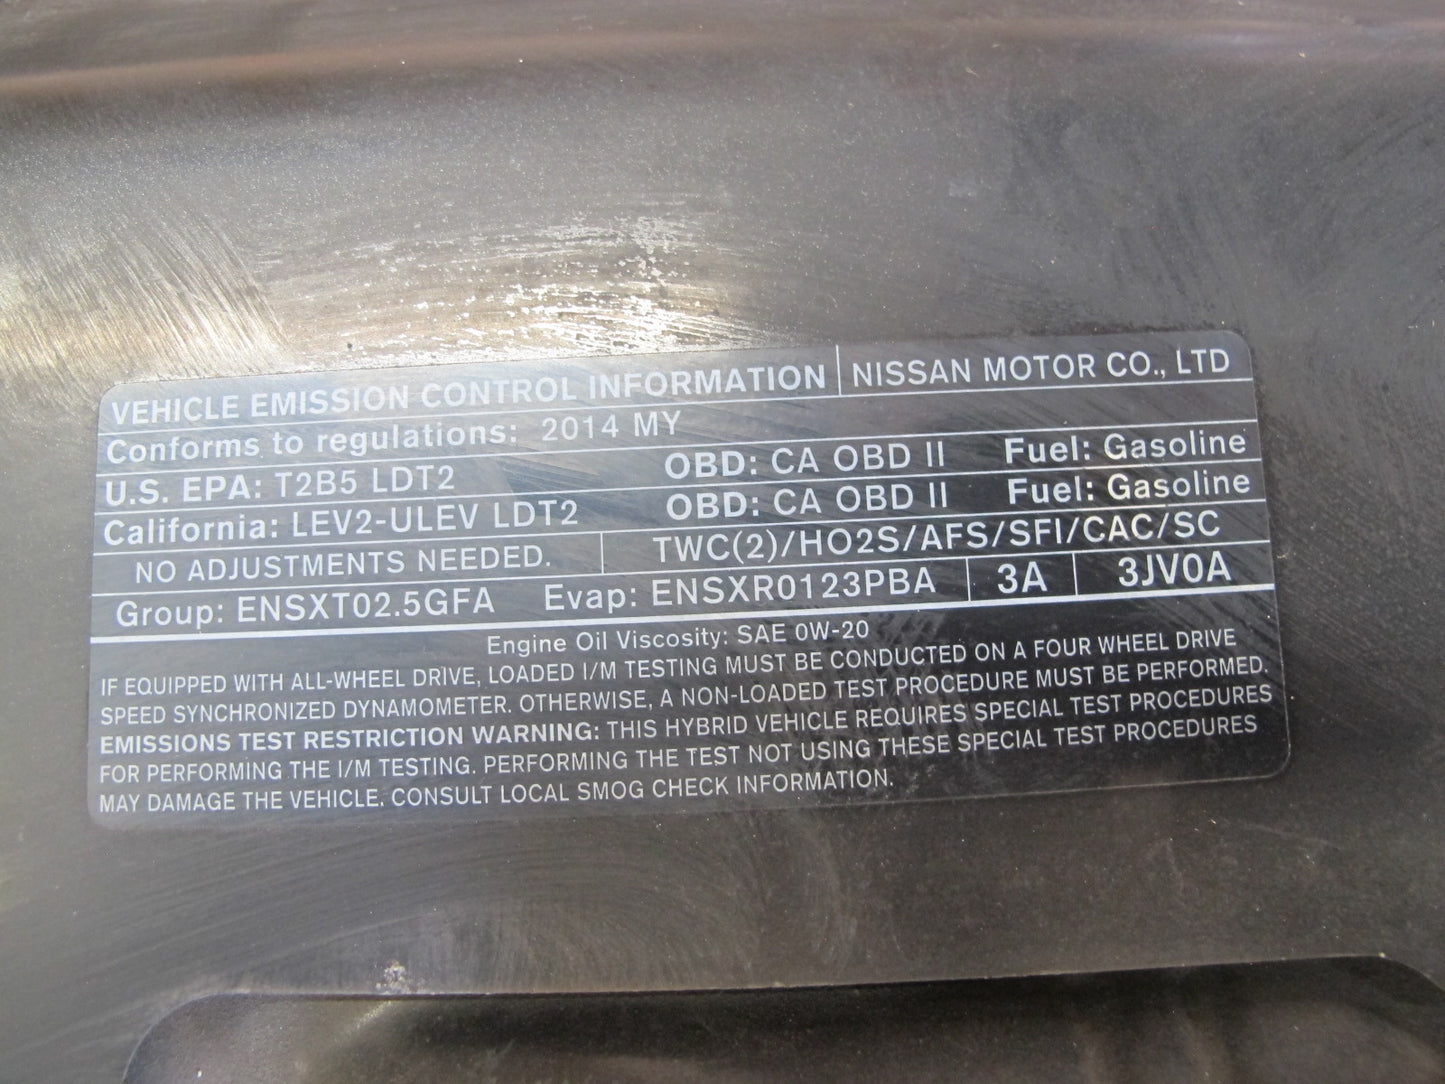 VEHICLE EMISSION CONTROL INFORMATION NISSAN MOTOR CO., LTD
Conforms to regulations: 2014 MY
U.S. EPA: T2B5 LDT2 OBD: CA OBD II Fuel: Gasoline
California: LEV2-ULEV LDT2 OBD: CA OBD II Fuel: Gasoline
NO ADJUSTMENTS NEEDED. TWC(2)/HO2S/AFS/SFI/CAC/SC
Group: ENSXT02.5GFA Evap: ENSXR0123PBA 3A 3JV0A
Engine Oil Viscosity: SAE 0W-20
IF EQUIPPED WITH ALL-WHEEL DRIVE, LOADED I/M TESTING MUST BE CONDUCTED ON A FOUR WHEEL DRIVE
SPEED SYNCHRONIZED DYNAMOMETER. OTHERWISE, A NON-LOADED TEST PROCEDURE MUST BE PERFORMED.
EMISSIONS TEST RESTRICTION WARNING: THIS HYBRID VEHICLE REQUIRES SPECIAL TEST PROCEDURES
FOR PERFORMING THE I/M TESTING. PERFORMING THE TEST NOT USING THESE SPECIAL TEST PROCEDURES
MAY DAMAGE THE VEHICLE. CONSULT LOCAL SMOG CHECK INFORMATION.